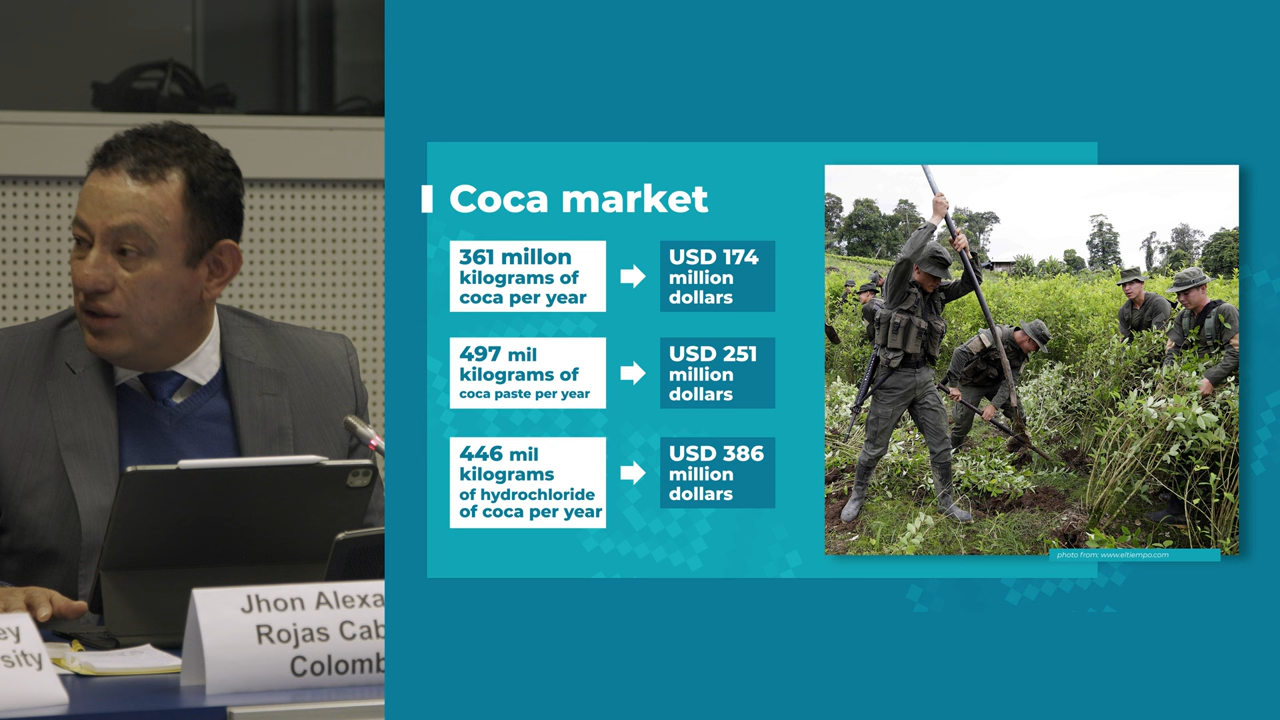 Coca market
361 millon
kilograms of
coca per year
USD 174
million
dollars
497 mil
kilograms of
coca paste per year
USD 251
million
dollars
446 mil
kilograms
of hydrochloride
of coca per year
USD 386
million
dollars
photo from: www.eltiempo.com
Jhon Alexa
Rojas Cab
Colomb
ey
sity